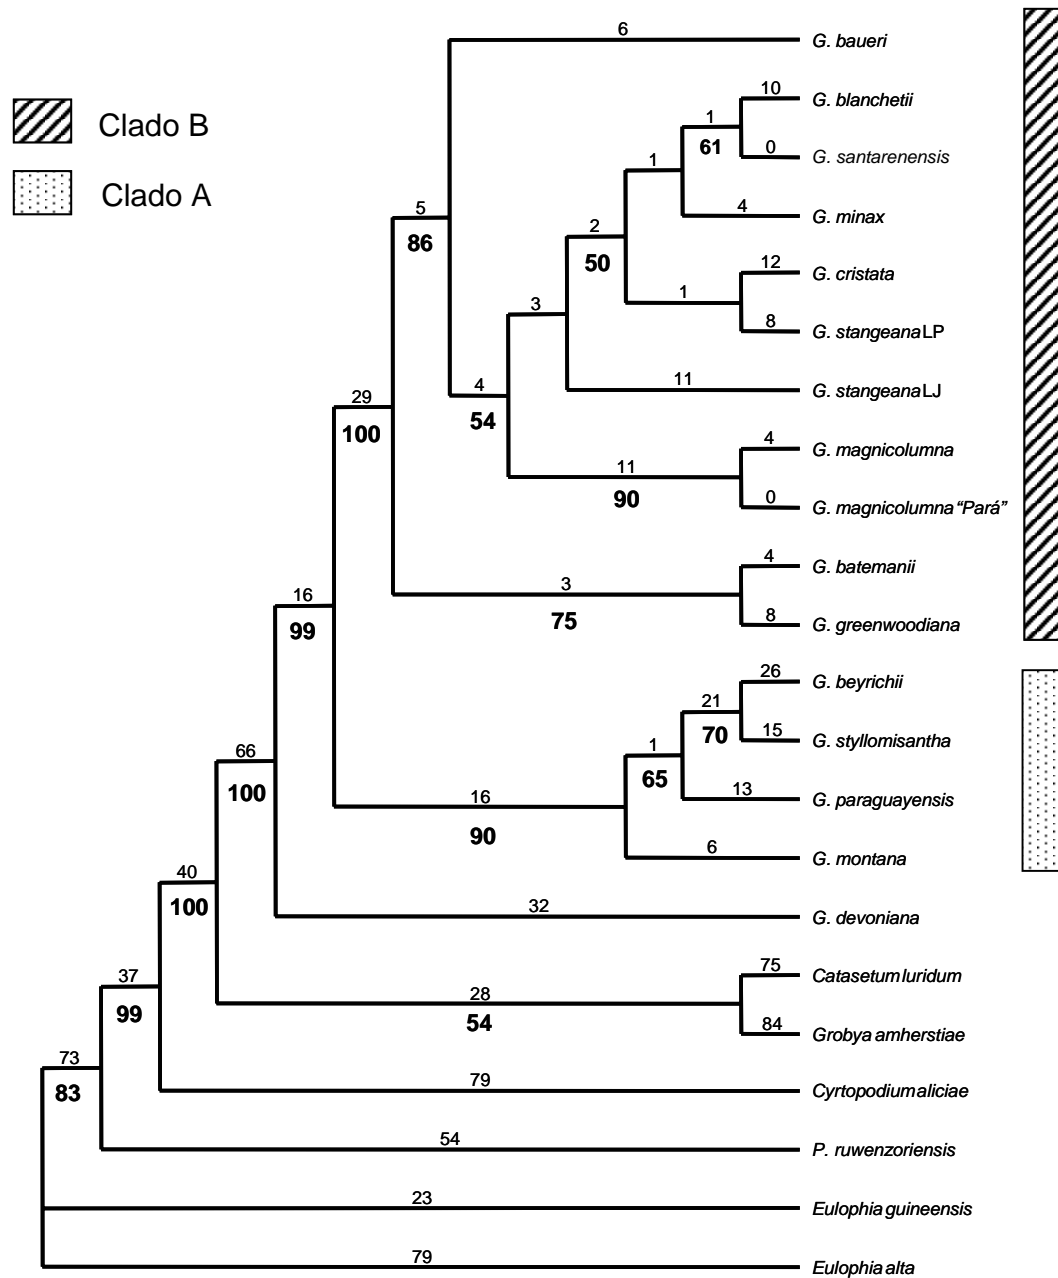 6
G. baueri
10
G. blanchetii
1
61
0
G. santarenensis
1
4
G. minax
5
86
2
50
12
G. cristata
1
8
G. stangeana LP
3
4
54
11
G. stangeana LJ
29
100
4
G. magnicolumna
11
90
0
G. magnicolumna “Pará”
4
G. batemanii
3
75
8
G. greenwoodiana
16
99
26
G. beyrichii
21
70
15
G. styllomisantha
1
65
13
G. paraguayensis
66
100
16
90
6
G. montana
40
100
32
G. devoniana
75
Catasetum luridum
28
54
84
Grobya amherstiae
37
99
79
Cyrtopodium aliciae
73
83
54
P. ruwenzoriensis
23
Eulophia guineensis
79
Eulophia alta
Clado B
Clado A